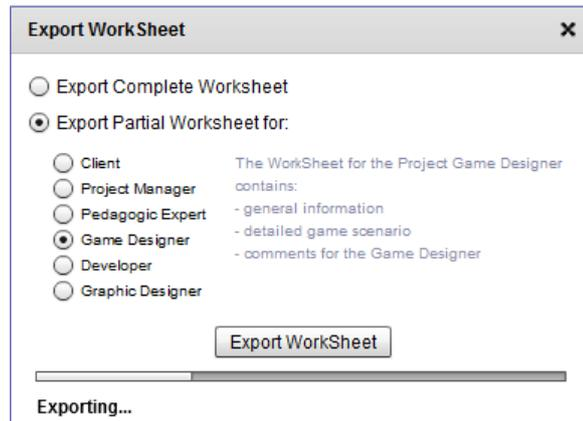 Export WorkSheet
Export Complete Worksheet
Export Partial Worksheet for:
Client
Project Manager
Pedagogic Expert
Game Designer
Developer
Graphic Designer
The WorkSheet for the Project Game Designer
contains:
- general information
- detailed game scenario
- comments for the Game Designer
Export WorkSheet
Exporting...